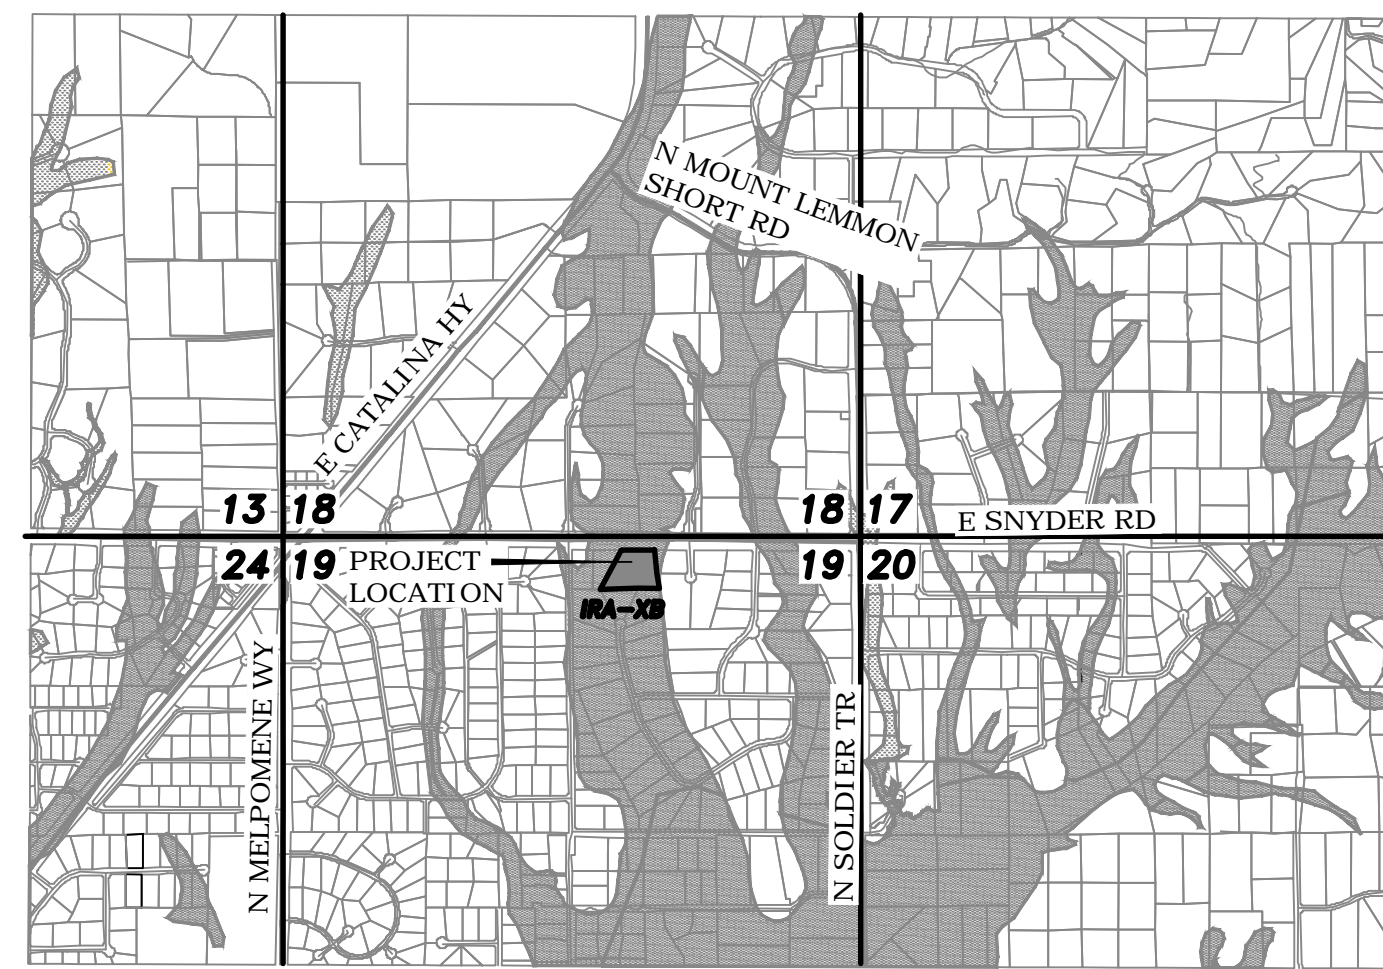 N MOUNT LEMMON
SHORT RD
E CATALINA HY
13 18
18 17
E SNYDER RD
24 19
PROJECT
LOCATION
19 20
IRA-XB
N MELPOMENE WY
N SOLDIER TR